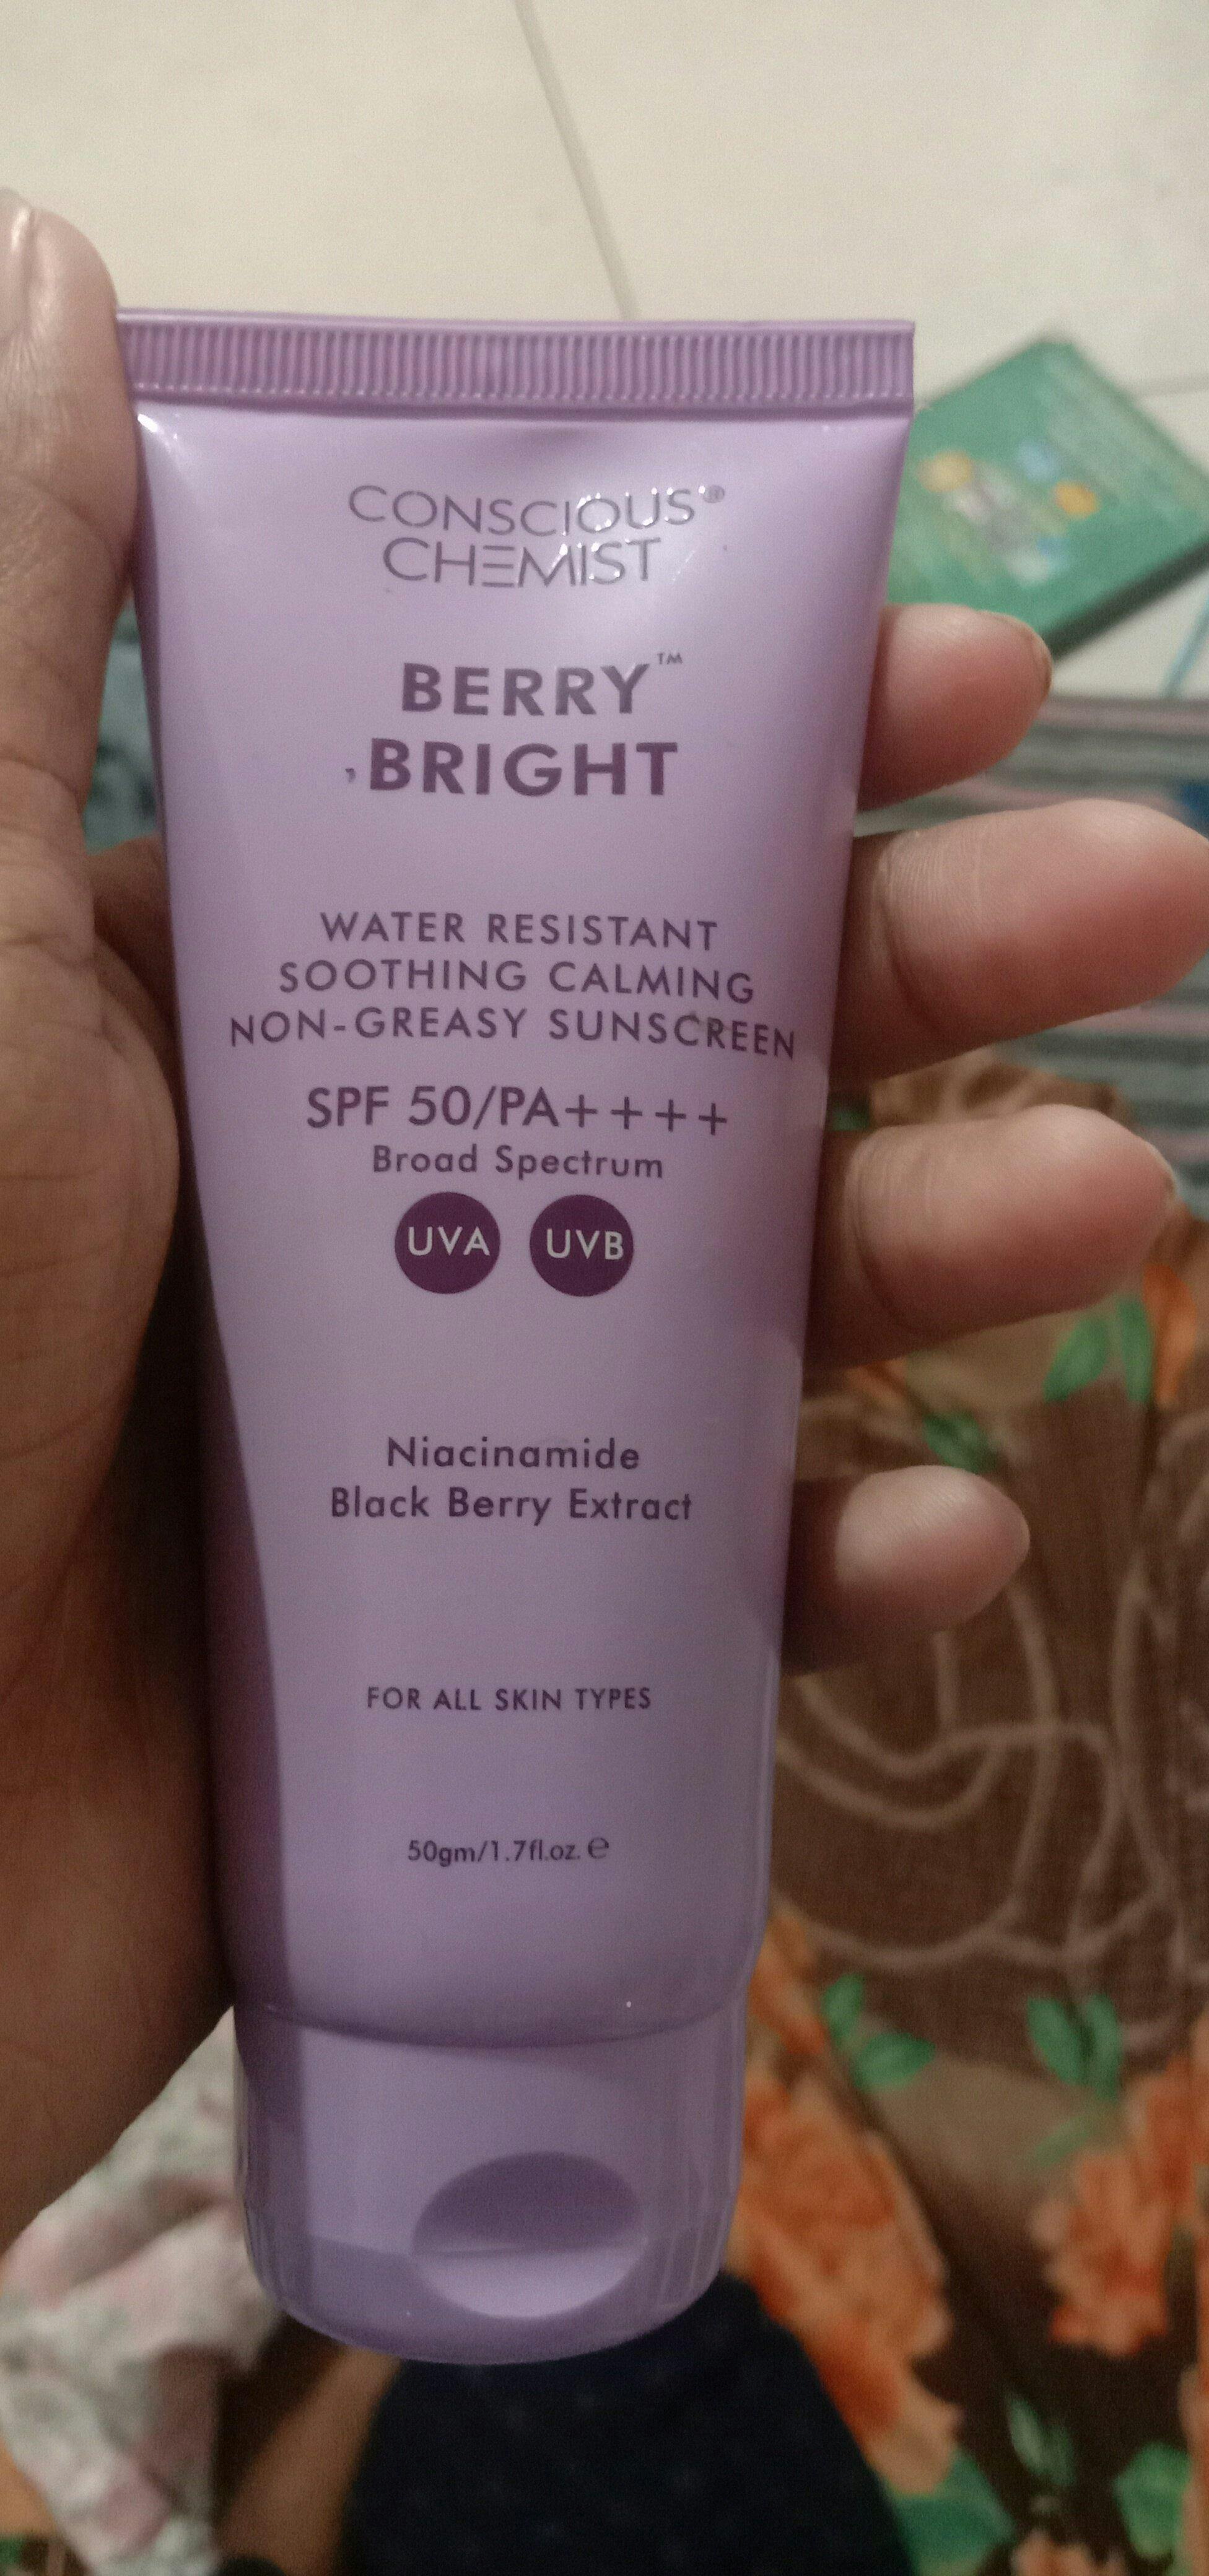 CONSCIOUS®
CHEMIST
BERRY™
BRIGHT
WATER RESISTANT
SOOTHING CALMING
NON-GREASY SUNSCREEN
SPF 50/PA++++
Broad Spectrum
UVA UVB
Niacinamide
Black Berry Extract
FOR ALL SKIN TYPES
50gm/1.7fl.oz. ℮